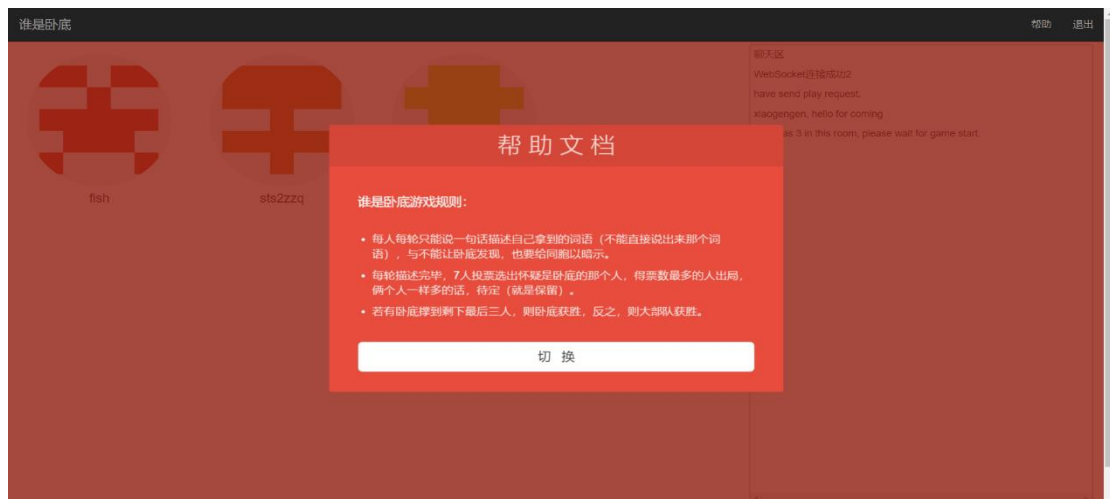 谁是卧底
帮助 退出
聊天区
WebSocket连接成功2
have send play request.
xiaogengen, hello for coming
as 3 in this room, please wait for game start.
fish
sts2zzq
帮助文档
谁是卧底游戏规则：
• 每人每轮只能说一句话描述自己拿到的词语（不能直接说出来那个词
语），与不能让卧底发现，也要给同胞以暗示。
• 每轮描述完毕，7人投票选出怀疑是卧底的那个人，得票数最多的人出局，
俩个人一样多的话，待定（就是保留）。
• 若有卧底撑到剩下最后三人，则卧底获胜，反之，则大部队获胜。
切 换